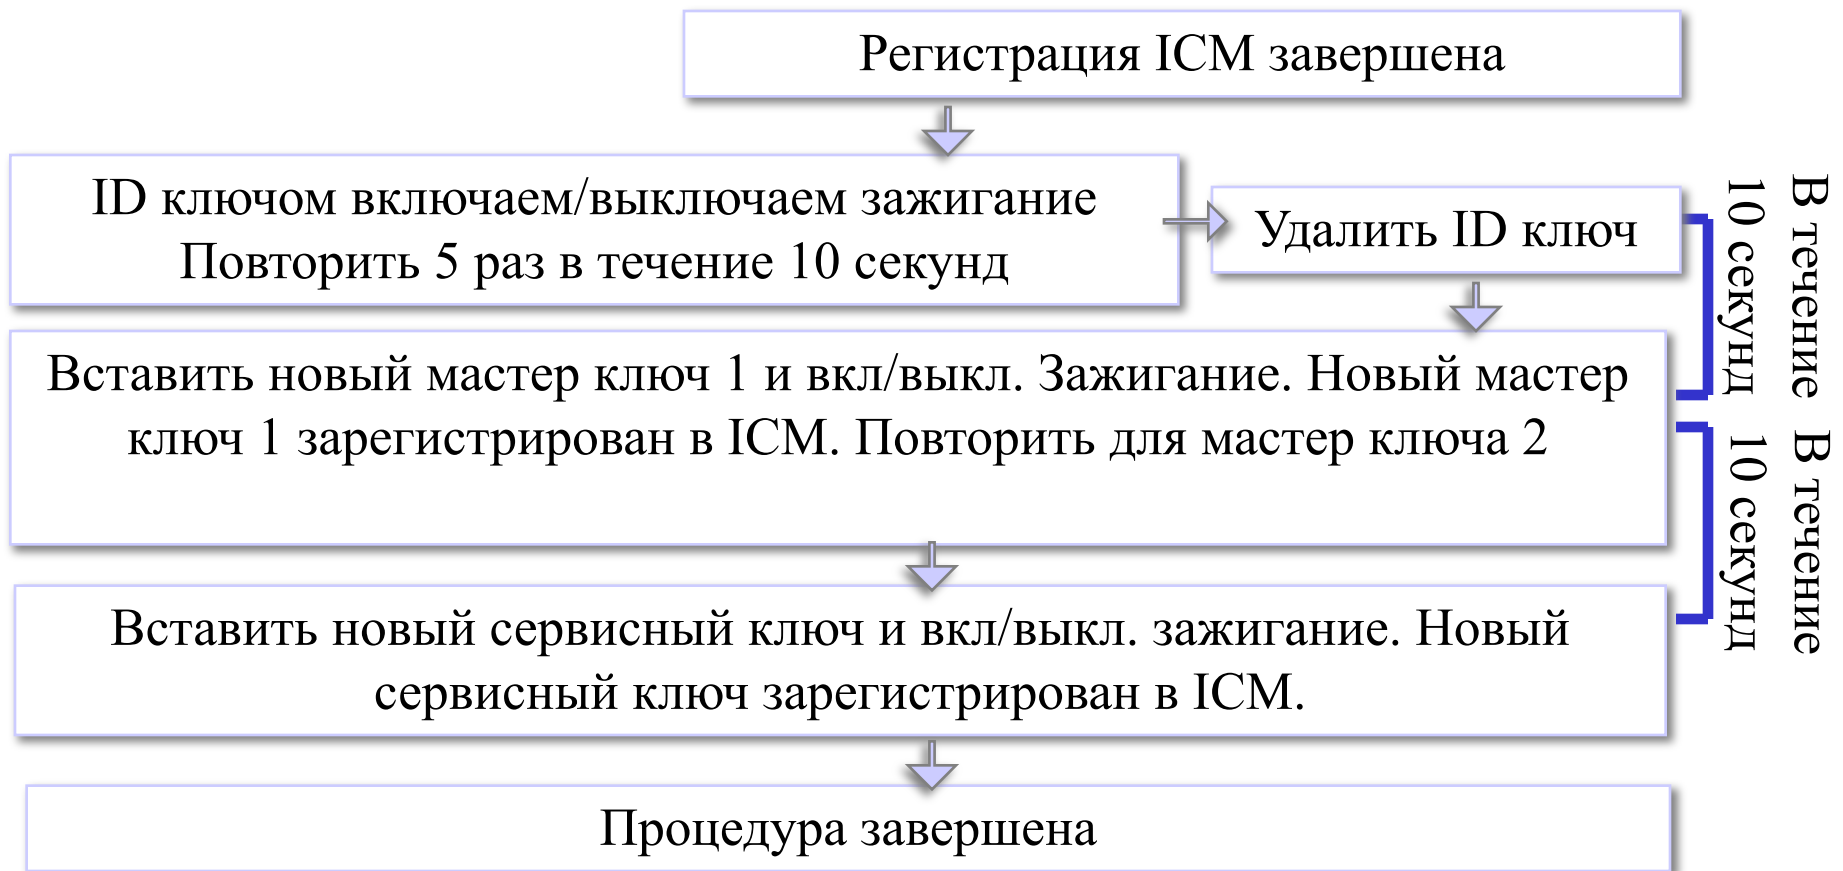 Регистрация ICM завершена
ID ключом включаем/выключаем зажигание
Повторить 5 раз в течение 10 секунд
Удалить ID ключ
В течение
10 секунд
Вставить новый мастер ключ 1 и вкл/выкл. Зажигание. Новый мастер
ключ 1 зарегистрирован в ICM. Повторить для мастер ключа 2
В течение
10 секунд
Вставить новый сервисный ключ и вкл/выкл. зажигание. Новый
сервисный ключ зарегистрирован в ICM.
Процедура завершена